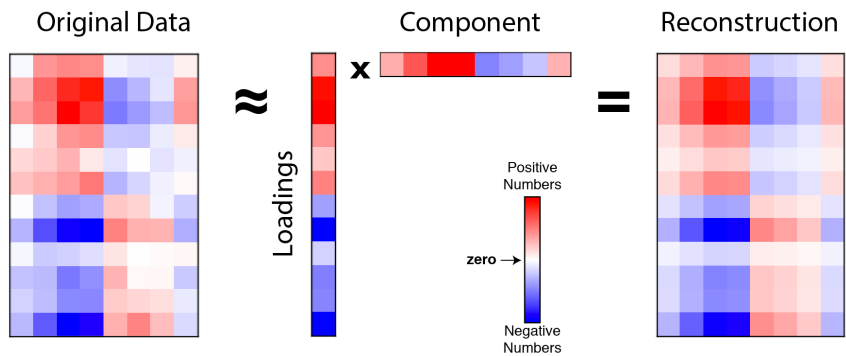 Original Data
Component
Reconstruction
≈
x
=
Loadings
Positive
Numbers
zero
Negative
Numbers